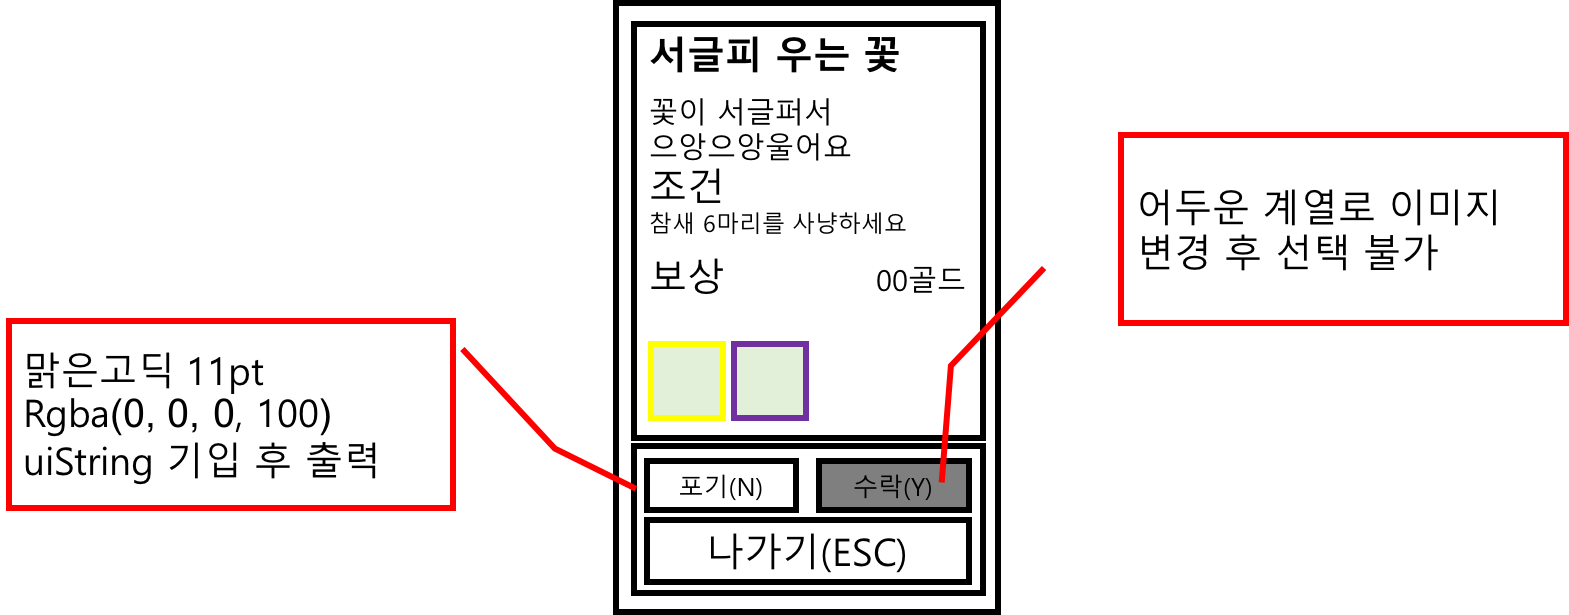 서글피 우는 꽃
꽃이 서글퍼서
으앙으앙울어요
조건
참새 6마리를 사냥하세요
보상 00골드
포기(N) 수락(Y)
나가기(ESC)
맑은고딕 11pt
Rgba(0, 0, 0, 100)
uiString 기입 후 출력
어두운 계열로 이미지
변경 후 선택 불가